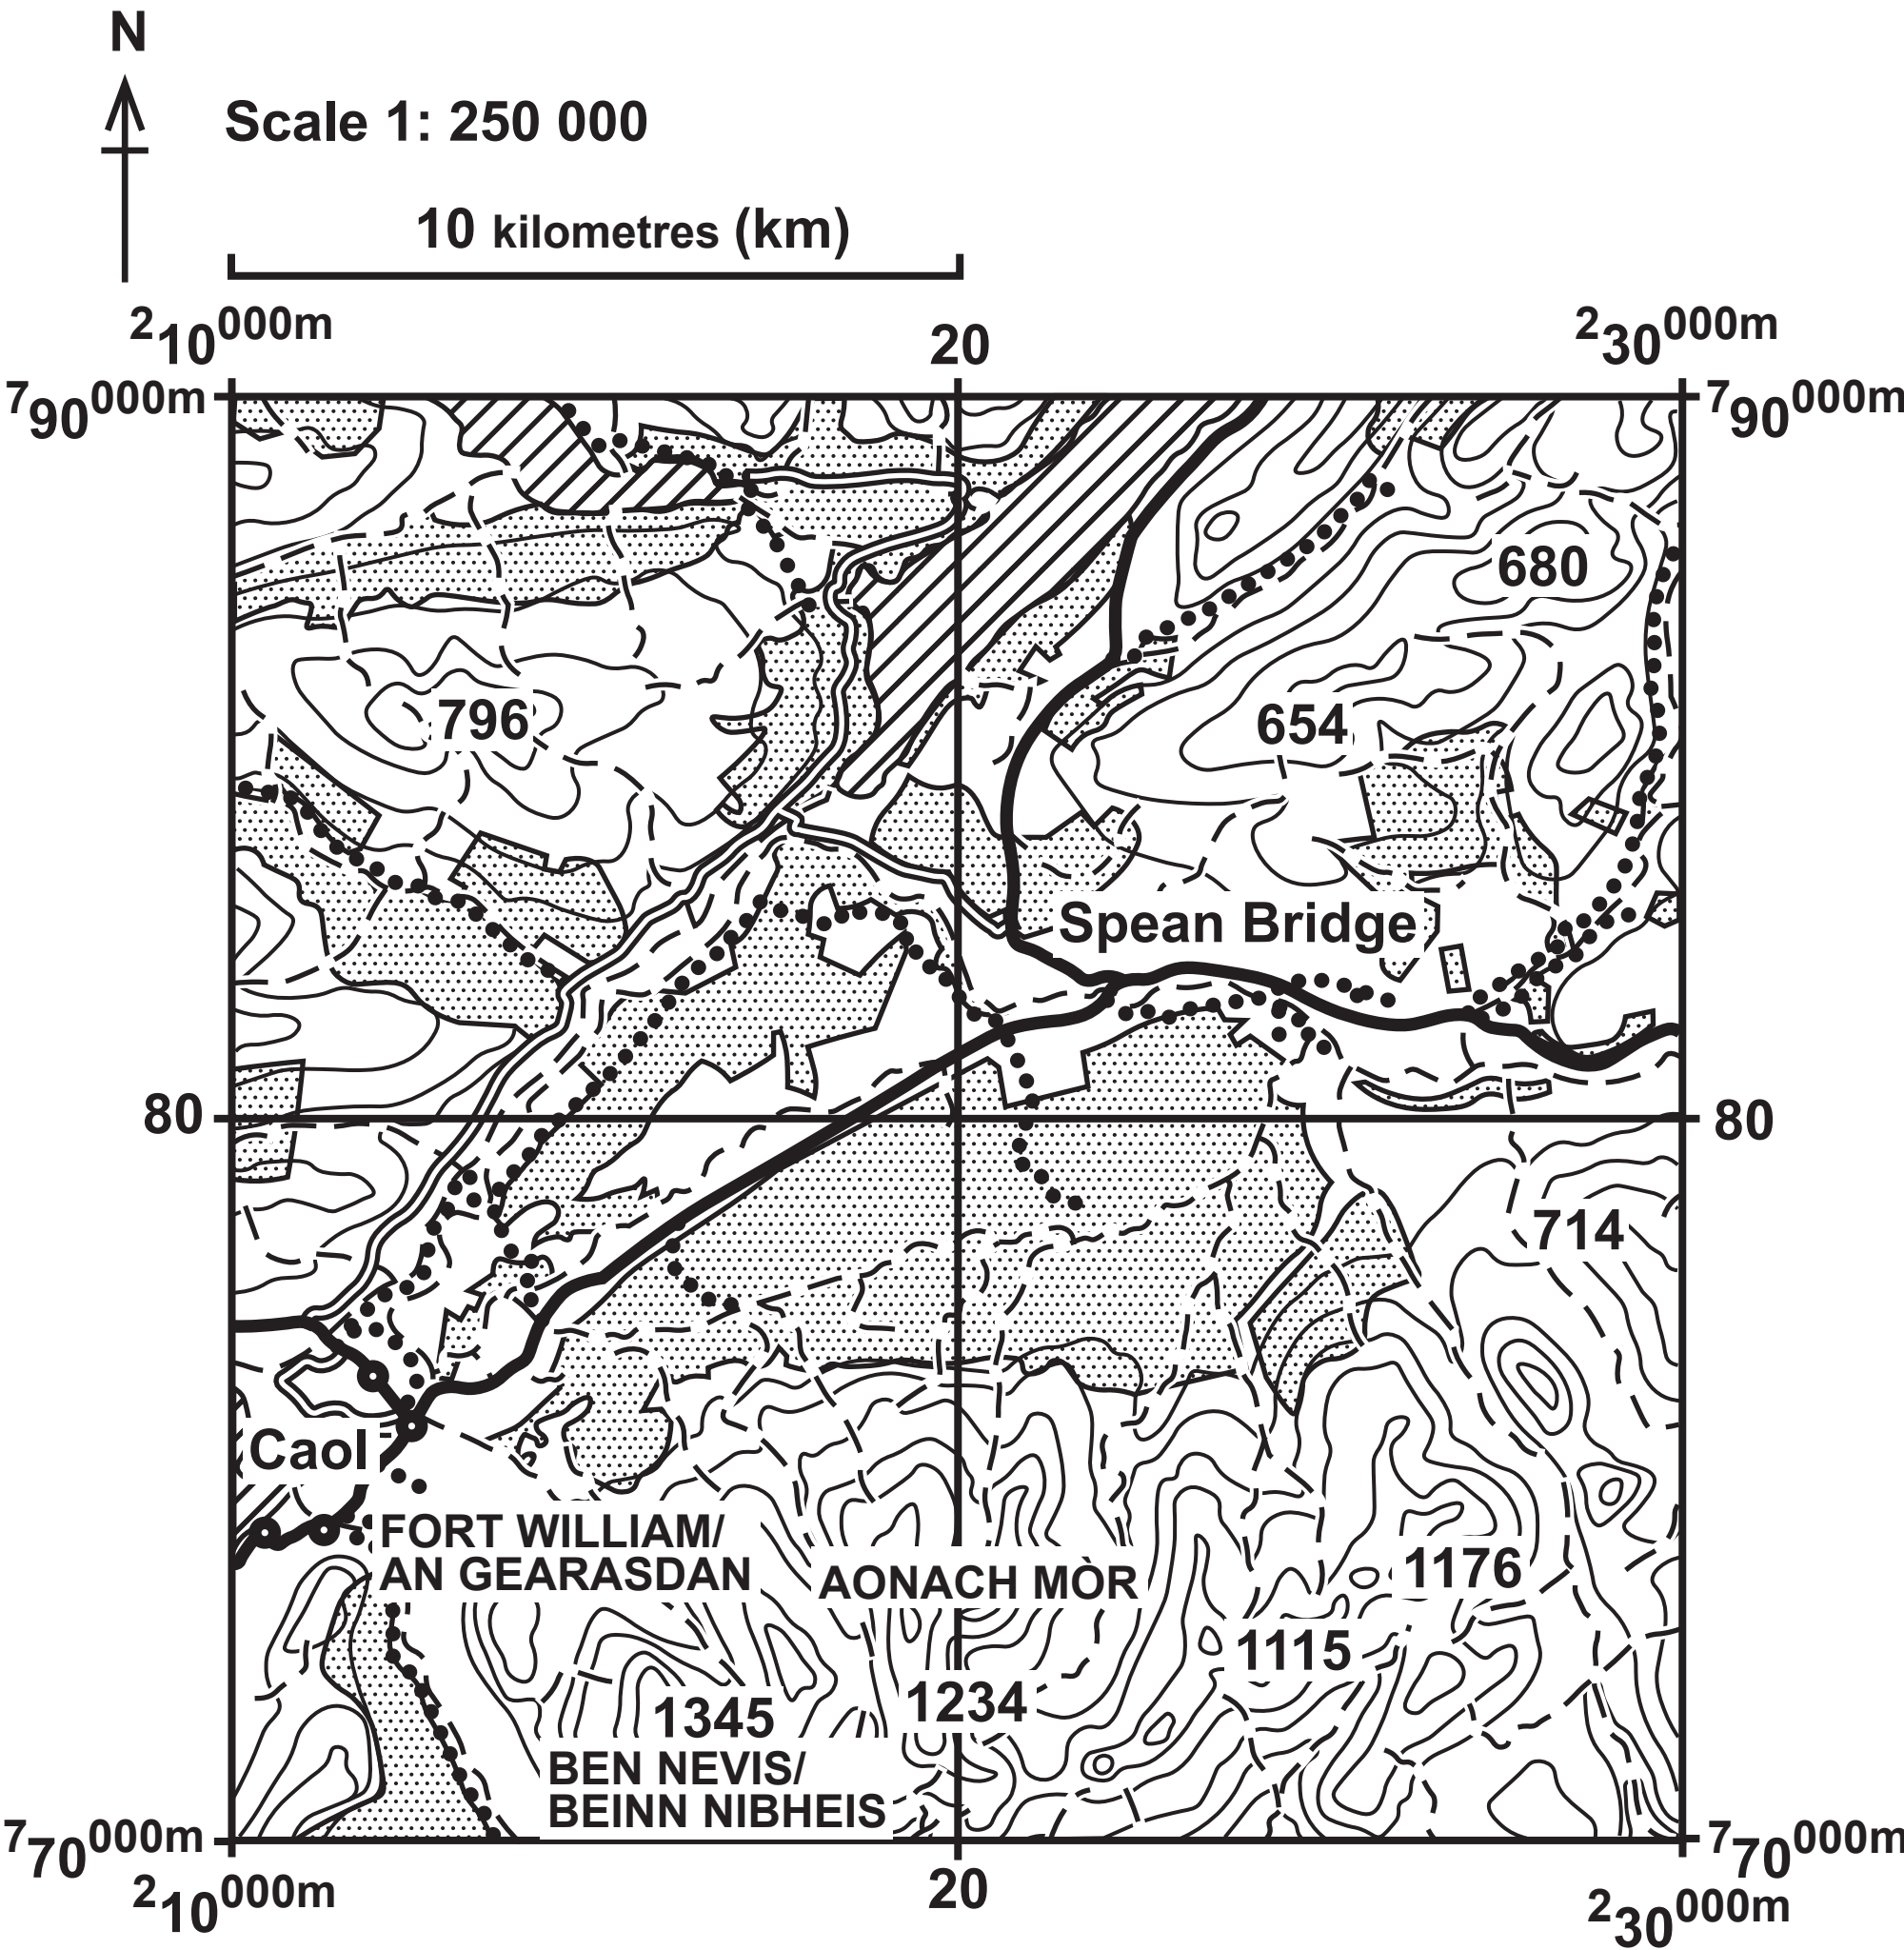 N
Scale 1: 250 000
10 kilometres (km)
210000m 20 230000m
790000m 790000m
680
796 654
Spean Bridge
80 80
714
Caol
FORT WILLIAM/
AN GEARASDAN
AONACH MÒR
1176
1115
1345
1234
BEN NEVIS/
BEINN NIBHEIS
770000m 770000m
210000m 20 230000m